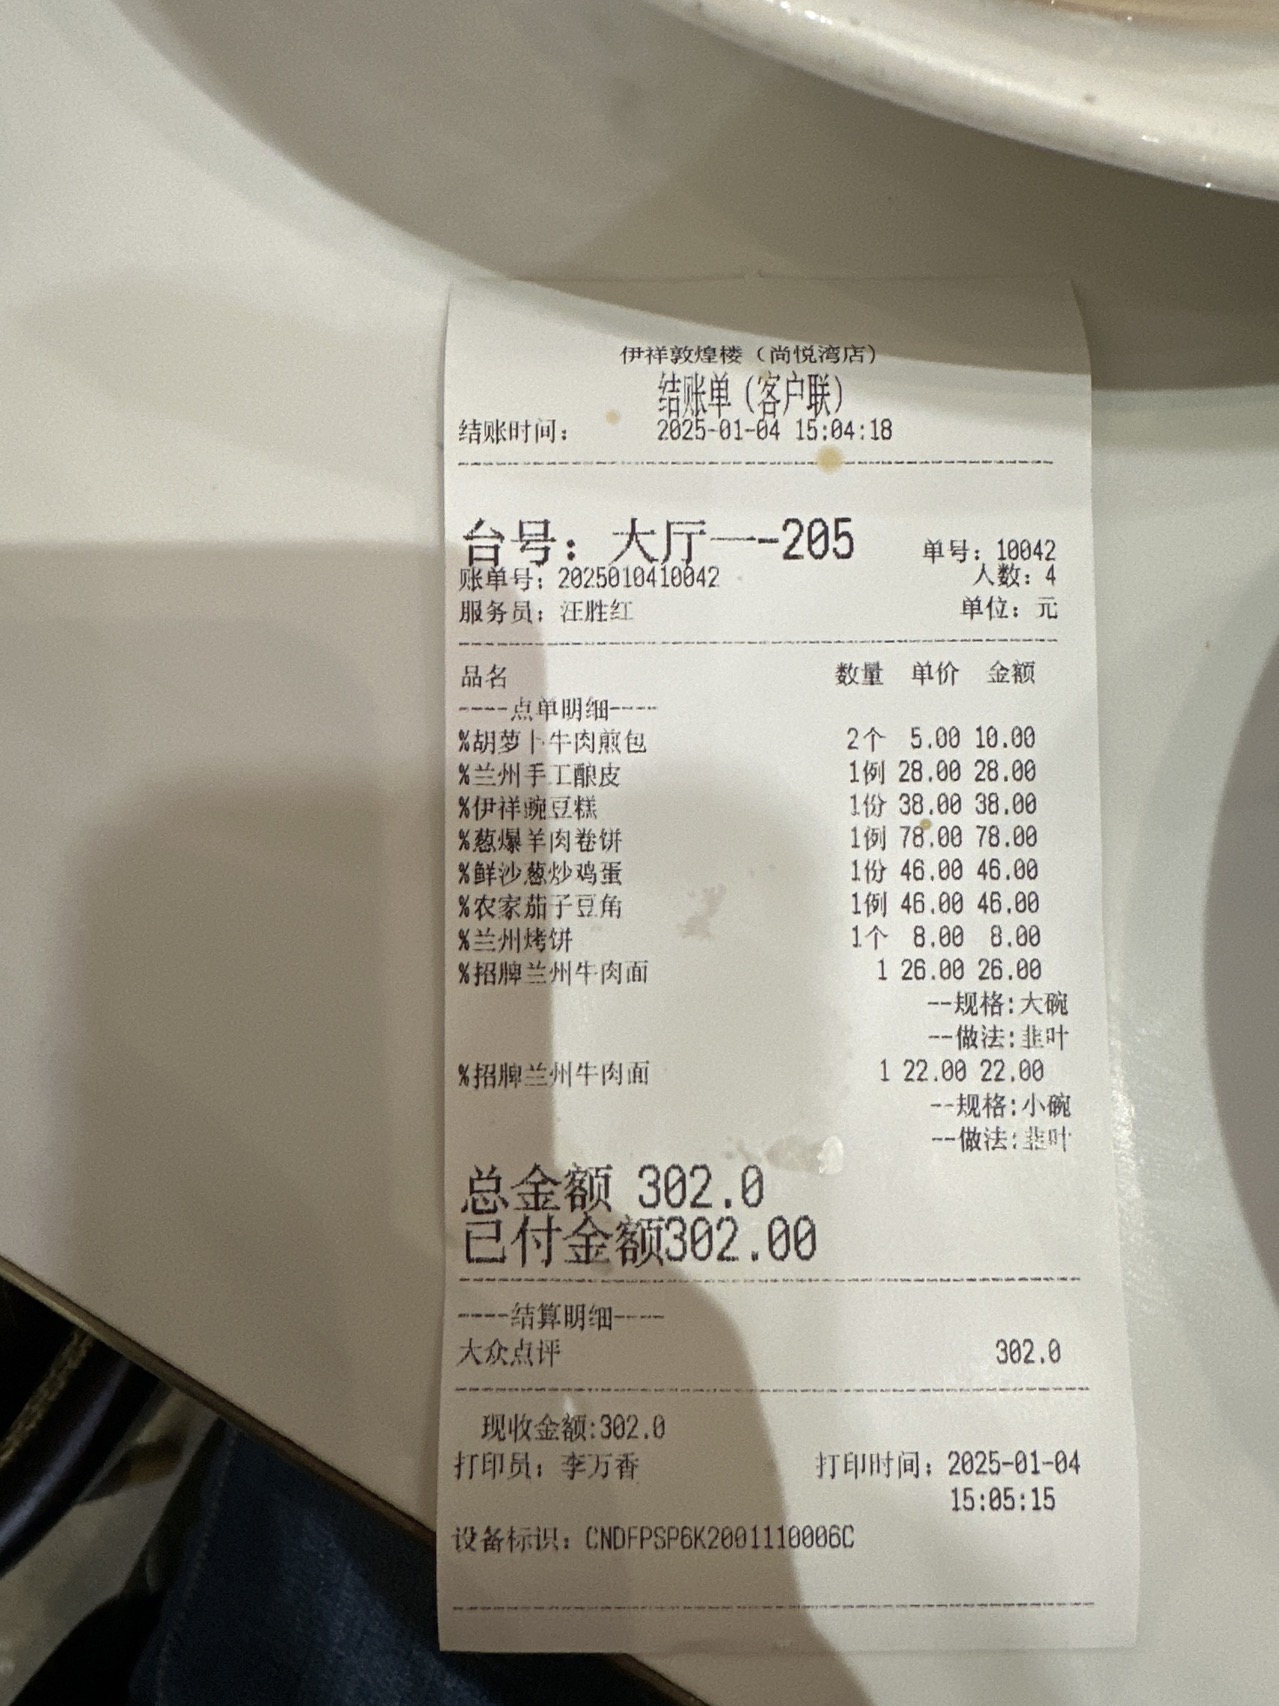 伊祥敦煌楼（尚悦湾店）
结账单（客户联）
结账时间： 2025-01-04 15:04:18
台号：大厅一-205 单号：10042
账单号：2025010410042 人数：4
服务员：汪胜红 单位：元
品名 数量 单价 金额
----点单明细----
%胡萝卜牛肉煎包 2个 5.00 10.00
%兰州手工酿皮 1例 28.00 28.00
%伊祥豌豆糕 1份 38.00 38.00
%葱爆羊肉卷饼 1例 78.00 78.00
%鲜沙葱炒鸡蛋 1份 46.00 46.00
%农家茄子豆角 1例 46.00 46.00
%兰州烤饼 1个 8.00 8.00
%招牌兰州牛肉面 1 26.00 26.00
--规格:大碗
--做法:韭叶
%招牌兰州牛肉面 1 22.00 22.00
--规格:小碗
--做法:韭叶
总金额 302.0
已付金额302.00
----结算明细----
大众点评 302.0
现收金额:302.0
打印员：李万香 打印时间：2025-01-04
15:05:15
设备标识：CNDFPSP6K2001110006C